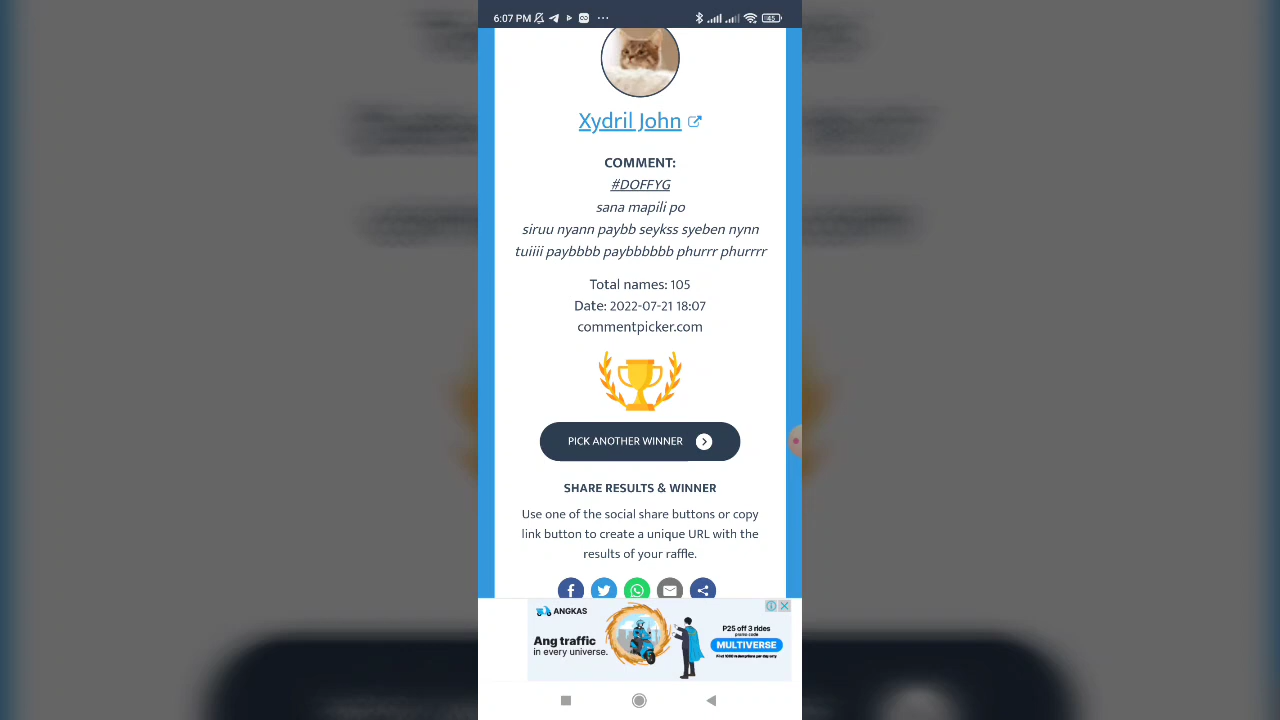 6:07 PM
45
Xydril John
COMMENT:
#DOFFYG
sana mapili po
siruu nyann paybb seykss syeben nynn
tuiiii paybbbb paybbbbbb phurrr phurrrr
Total names: 105
Date: 2022-07-21 18:07
commentpicker.com
PICK ANOTHER WINNER
SHARE RESULTS & WINNER
Use one of the social share buttons or copy
link button to create a unique URL with the
results of your raffle.
ANGKAS
Ang traffic
in every universe.
P25 off 3 rides
promo code
MULTIVERSE